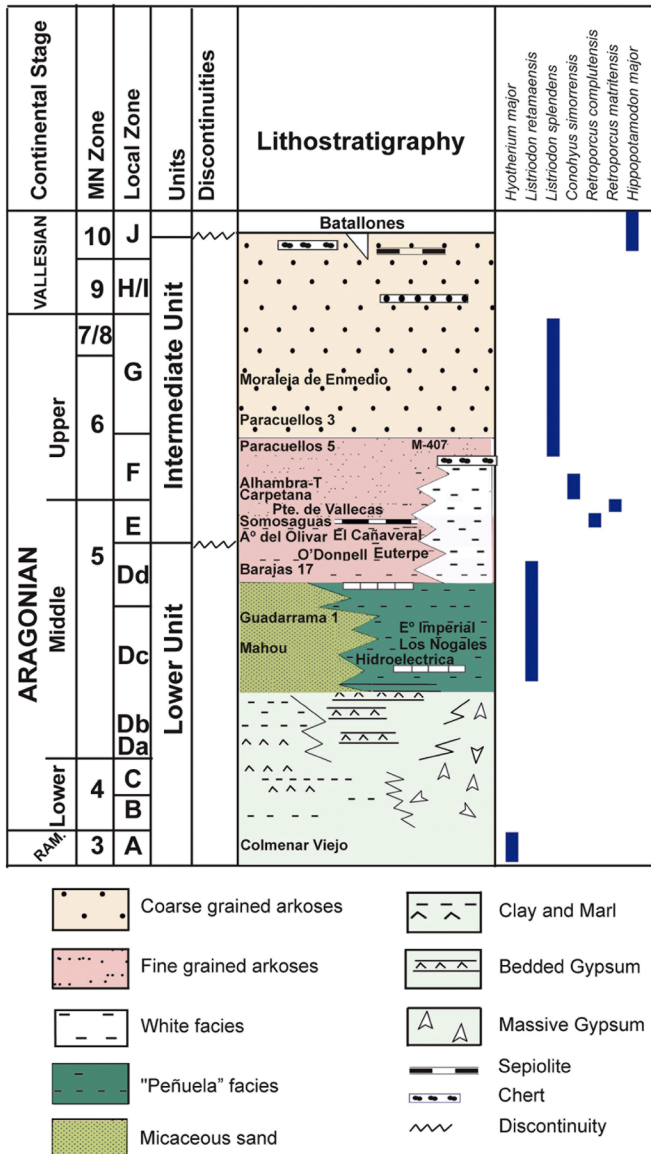 Continental Stage
MN Zone
Local Zone
Units
Discontinuities
Lithostratigraphy
Hyotherium major
Listriodon retamaensis
Listriodon splendens
Conohyus simorrensis
Retroporcus complutensis
Retroporcus matritensis
Hippopotamodon major
VALLESIAN
ARAGONIAN
Upper
Middle
Lower
RAM.
10
9
7/8
6
5
4
3
J
H/I
G
F
E
Dd
Dc
Db
Da
C
B
A
Intermediate Unit
Lower Unit
Batallones
Moraleja de Enmedio
Paracuellos 3
Paracuellos 5
M-407
Alhambra-T
Carpetana
Pte. de Vallecas
Somosaguas
Aº del Olivar El Cañaveral
O'Donnell Euterpe
Barajas 17
Guadarrama 1
Eº Imperial
Mahou
Los Nogales
Hidroelectrica
Colmenar Viejo
Coarse grained arkoses
Fine grained arkoses
White facies
"Peñuela" facies
Micaceous sand
Clay and Marl
Bedded Gypsum
Massive Gypsum
Sepiolite
Chert
Discontinuity